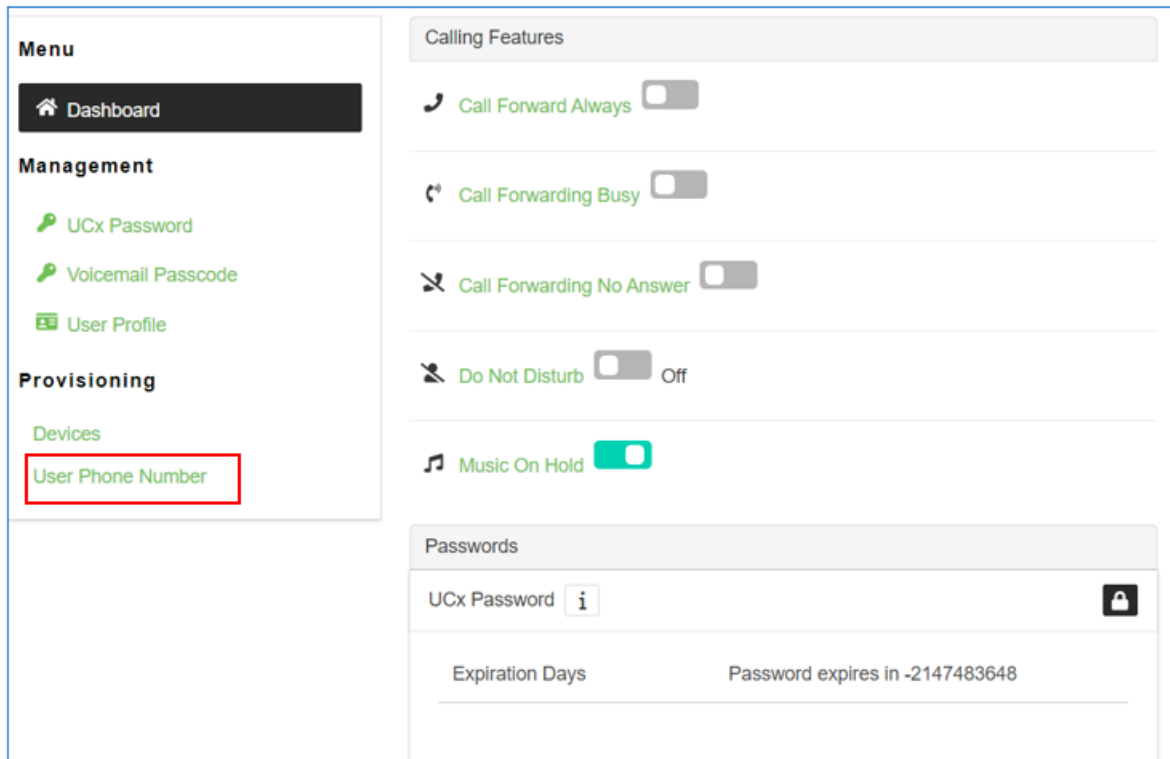 Menu
Dashboard
Management
UCx Password
Voicemail Passcode
User Profile
Provisioning
Devices
User Phone Number
Calling Features
Call Forward Always
Call Forwarding Busy
Call Forwarding No Answer
Do Not Disturb Off
Music On Hold
Passwords
UCx Password i
Expiration Days Password expires in -2147483648